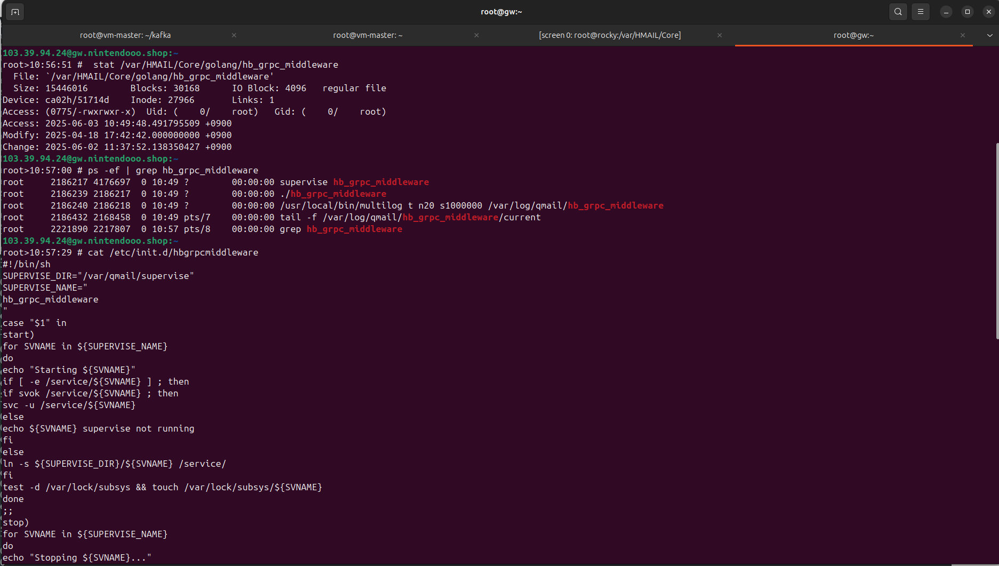 root@gw:~
root@vm-master: ~/kafka
root@vm-master: ~
[screen 0: root@rocky:/var/HMAIL/Core]
root@gw:~
103.39.94.24@gw.nintendooo.shop:~
root>10:56:51 #  stat /var/HMAIL/Core/golang/hb_grpc_middleware
  File: `/var/HMAIL/Core/golang/hb_grpc_middleware'
  Size: 15446016        Blocks: 30168      IO Block: 4096   regular file
Device: ca02h/51714d    Inode: 27966       Links: 1
Access: (0775/-rwxrwxr-x)  Uid: (    0/    root)   Gid: (    0/    root)
Access: 2025-06-03 10:49:48.491795509 +0900
Modify: 2025-04-18 17:42:42.000000000 +0900
Change: 2025-06-02 11:37:52.138350427 +0900
103.39.94.24@gw.nintendooo.shop:~
root>10:57:00 # ps -ef | grep hb_grpc_middleware
root     2186217 4176697  0 10:49 ?        00:00:00 supervise hb_grpc_middleware
root     2186239 2186217  0 10:49 ?        00:00:00 ./hb_grpc_middleware
root     2186240 2186218  0 10:49 ?        00:00:00 /usr/local/bin/multilog t n20 s1000000 /var/log/qmail/hb_grpc_middleware
root     2186432 2168458  0 10:49 pts/7    00:00:00 tail -f /var/log/qmail/hb_grpc_middleware/current
root     2221890 2217807  0 10:57 pts/8    00:00:00 grep hb_grpc_middleware
103.39.94.24@gw.nintendooo.shop:~
root>10:57:29 # cat /etc/init.d/hbgrpcmiddleware
#!/bin/sh
SUPERVISE_DIR="/var/qmail/supervise"
SUPERVISE_NAME="
hb_grpc_middleware
"
case "$1" in
start)
for SVNAME in ${SUPERVISE_NAME}
do
echo "Starting ${SVNAME}"
if [ -e /service/${SVNAME} ] ; then
if svok /service/${SVNAME} ; then
svc -u /service/${SVNAME}
else
echo ${SVNAME} supervise not running
fi
else
ln -s ${SUPERVISE_DIR}/${SVNAME} /service/
fi
test -d /var/lock/subsys && touch /var/lock/subsys/${SVNAME}
done
;;
stop)
for SVNAME in ${SUPERVISE_NAME}
do
echo "Stopping ${SVNAME}..."